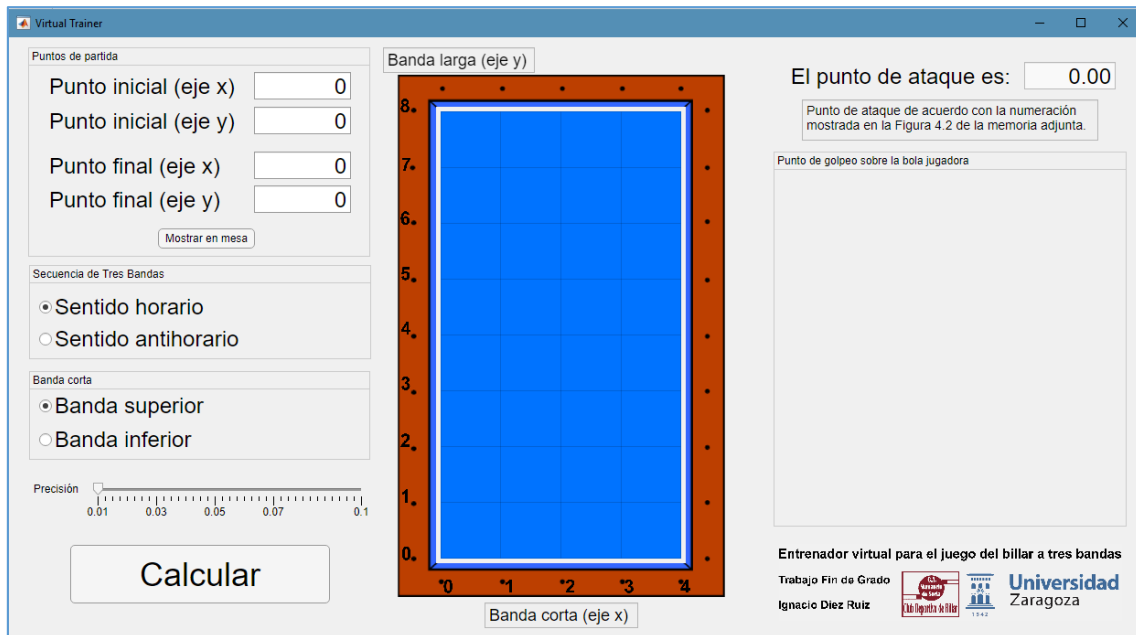 Virtual Trainer
Puntos de partida
Punto inicial (eje x) 0
Punto inicial (eje y) 0
Punto final (eje x) 0
Punto final (eje y) 0
Mostrar en mesa
Secuencia de Tres Bandas
Sentido horario
Sentido antihorario
Banda corta
Banda superior
Banda inferior
Precisión
0.01 0.03 0.05 0.07 0.1
Calcular
Banda larga (eje y)
8
7
6
5
4
3
2
1
0
0 1 2 3 4
Banda corta (eje x)
El punto de ataque es: 0.00
Punto de ataque de acuerdo con la numeración
mostrada en la Figura 4.2 de la memoria adjunta.
Punto de golpeo sobre la bola jugadora
Entrenador virtual para el juego del billar a tres bandas
Trabajo Fin de Grado
Ignacio Diez Ruiz
Club Deportivo de Billar
1542
Universidad
Zaragoza